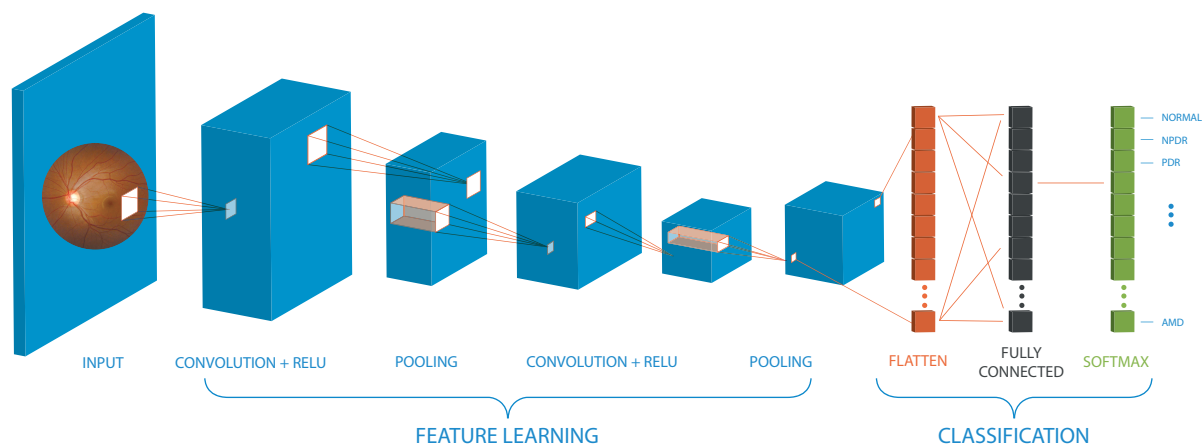 NORMAL
NPDR
PDR
AMD
INPUT
CONVOLUTION + RELU
POOLING
CONVOLUTION + RELU
POOLING
FLATTEN
FULLY
CONNECTED
SOFTMAX
FEATURE LEARNING
CLASSIFICATION